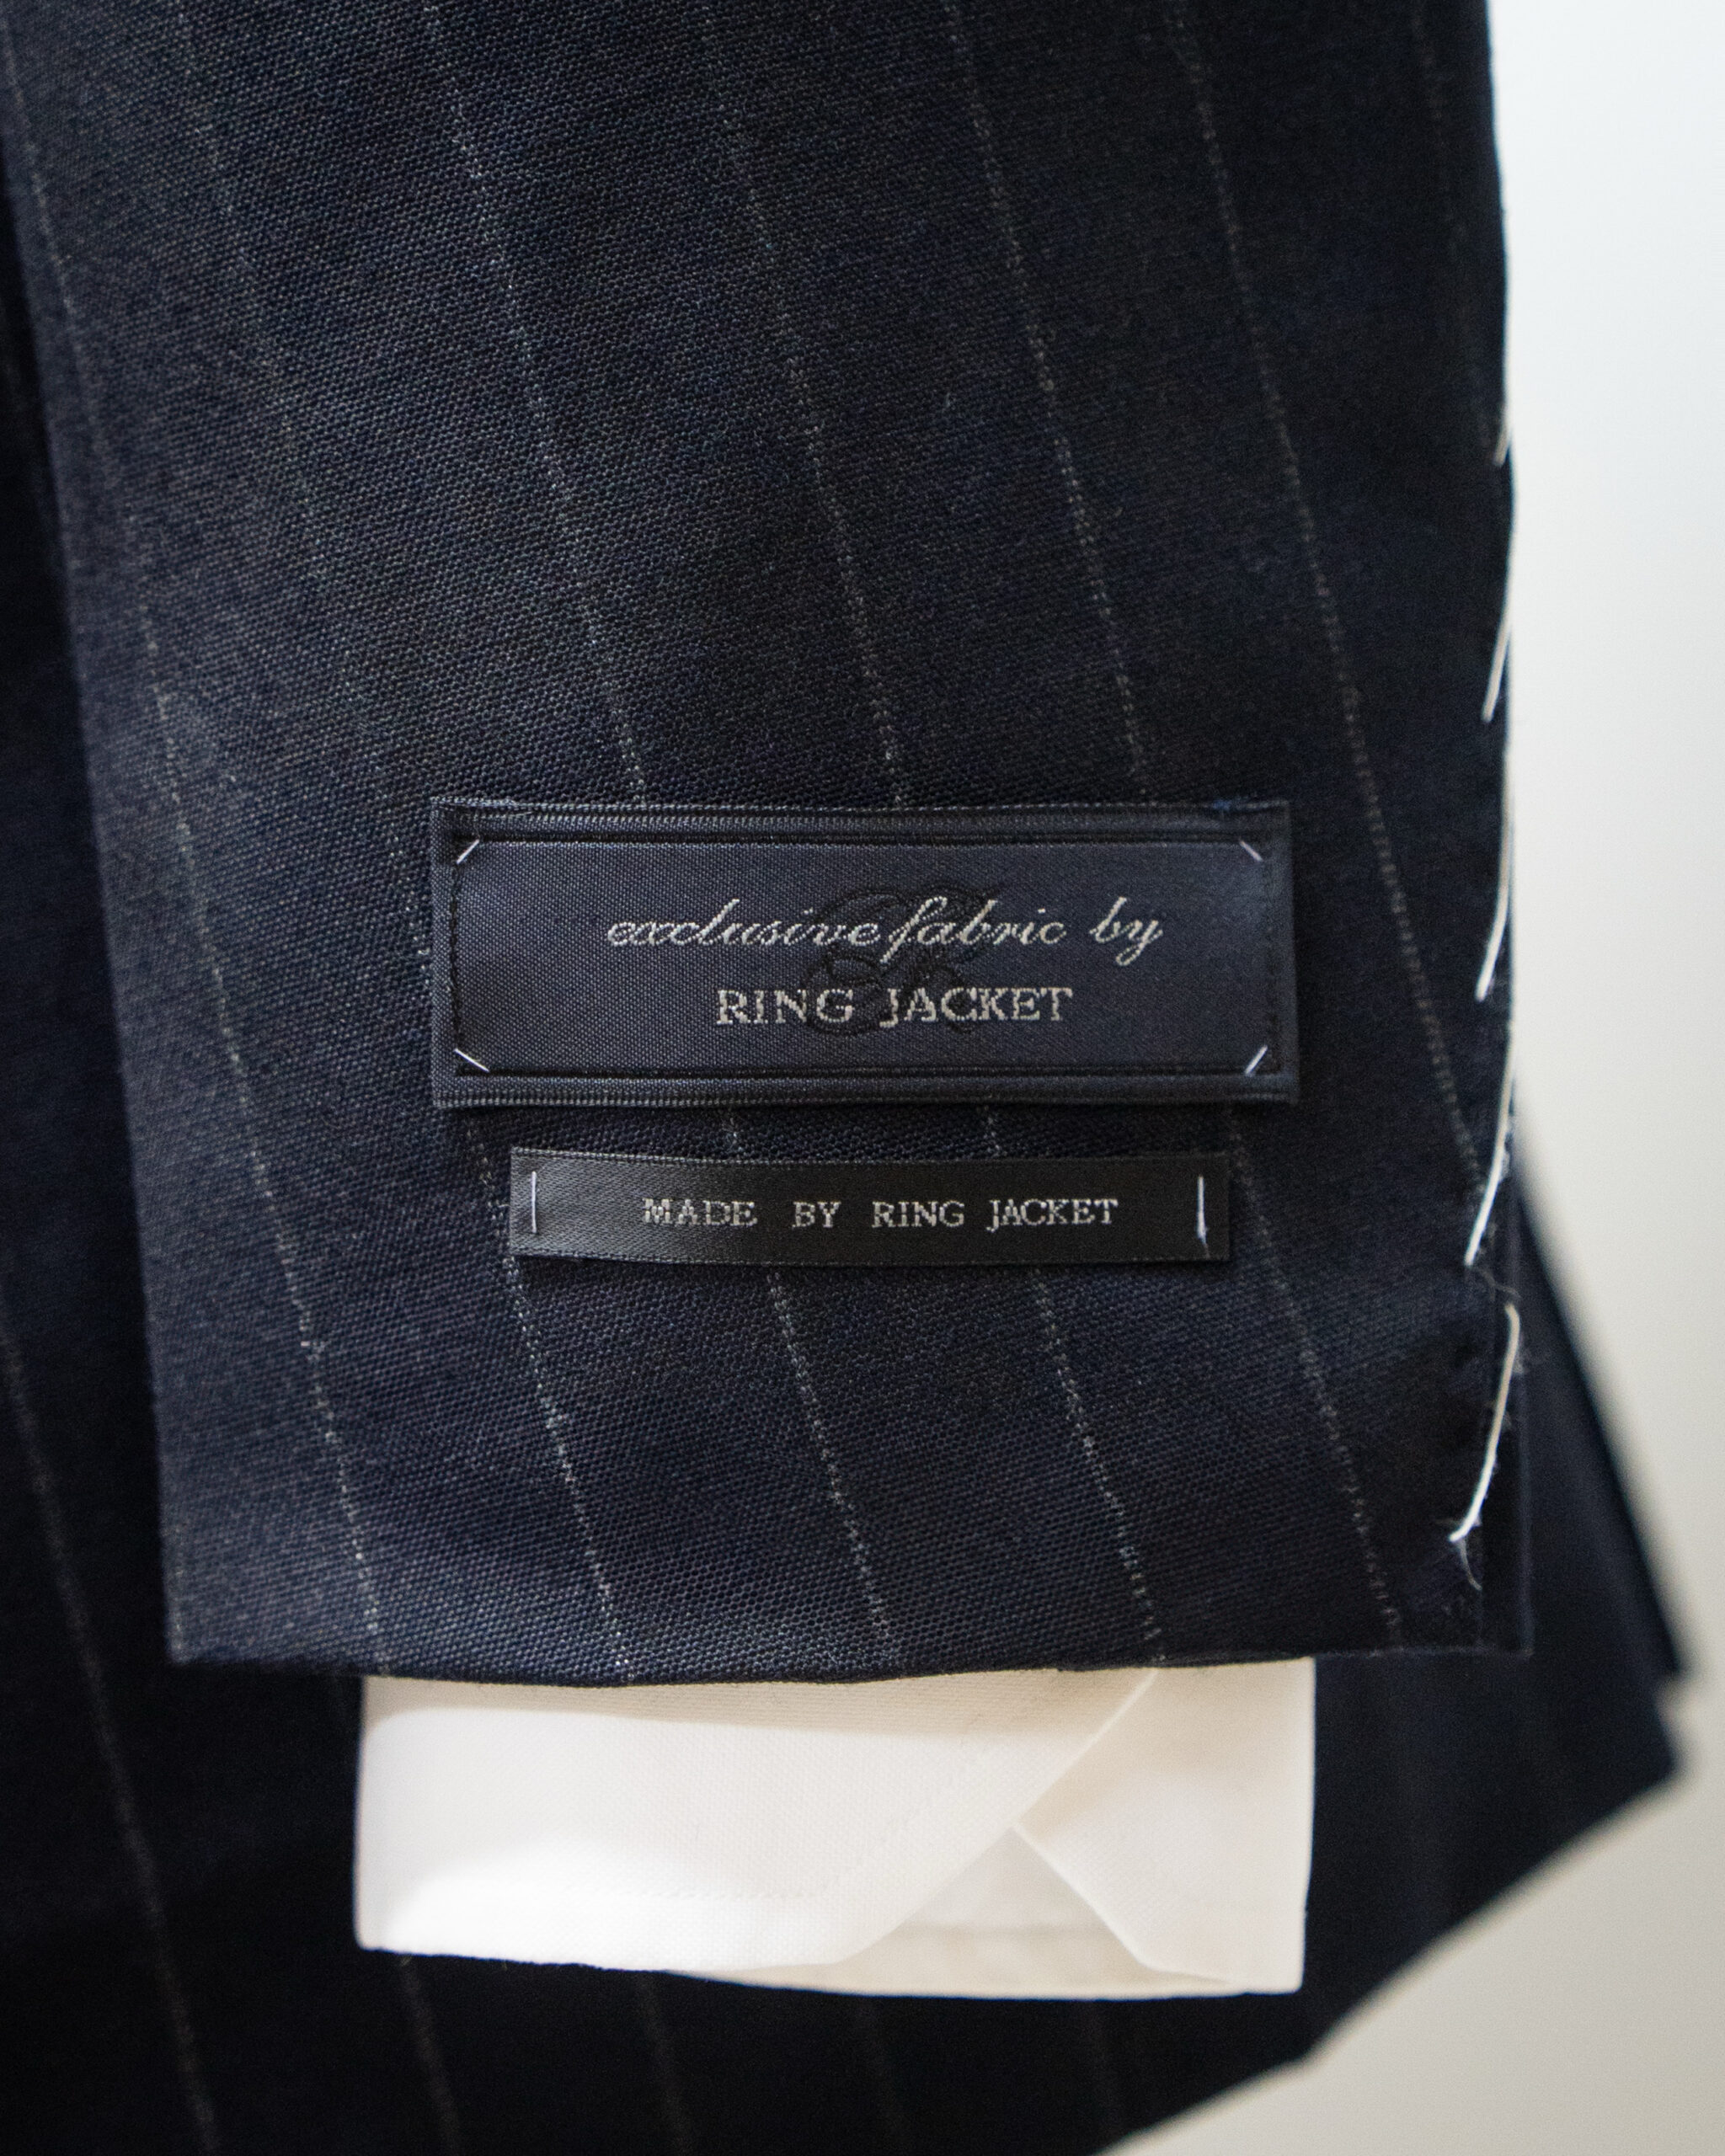 exclusive fabric by
RING JACKET
MADE BY RING JACKET